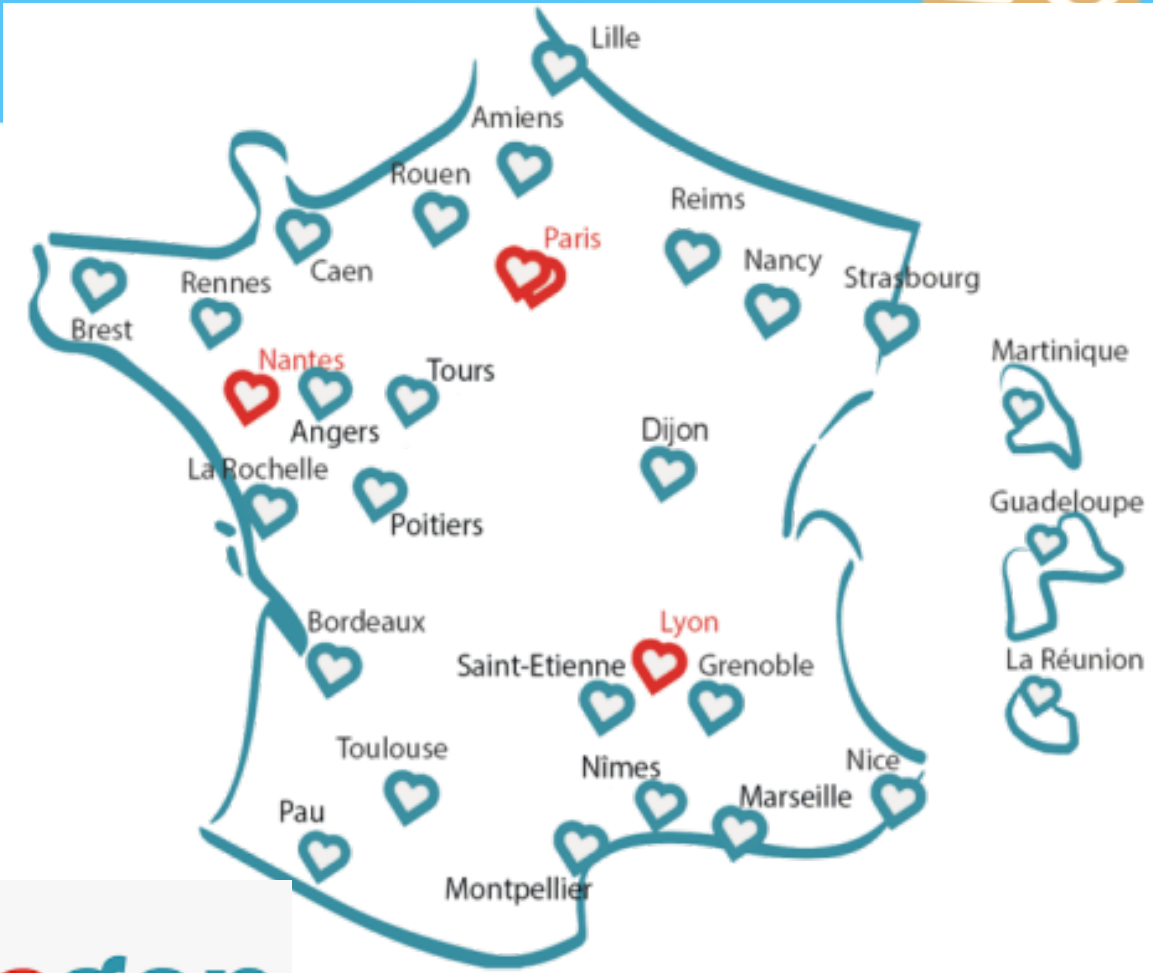 Lille
Amiens
Rouen
Reims
Paris
Nancy
Caen
Strasbourg
Rennes
Brest
Martinique
Nantes
Tours
Angers
Dijon
La Rochelle
Guadeloupe
Poitiers
Bordeaux
Lyon
La Réunion
Saint-Etienne
Grenoble
Toulouse
Nice
Nîmes
Marseille
Pau
Montpellier